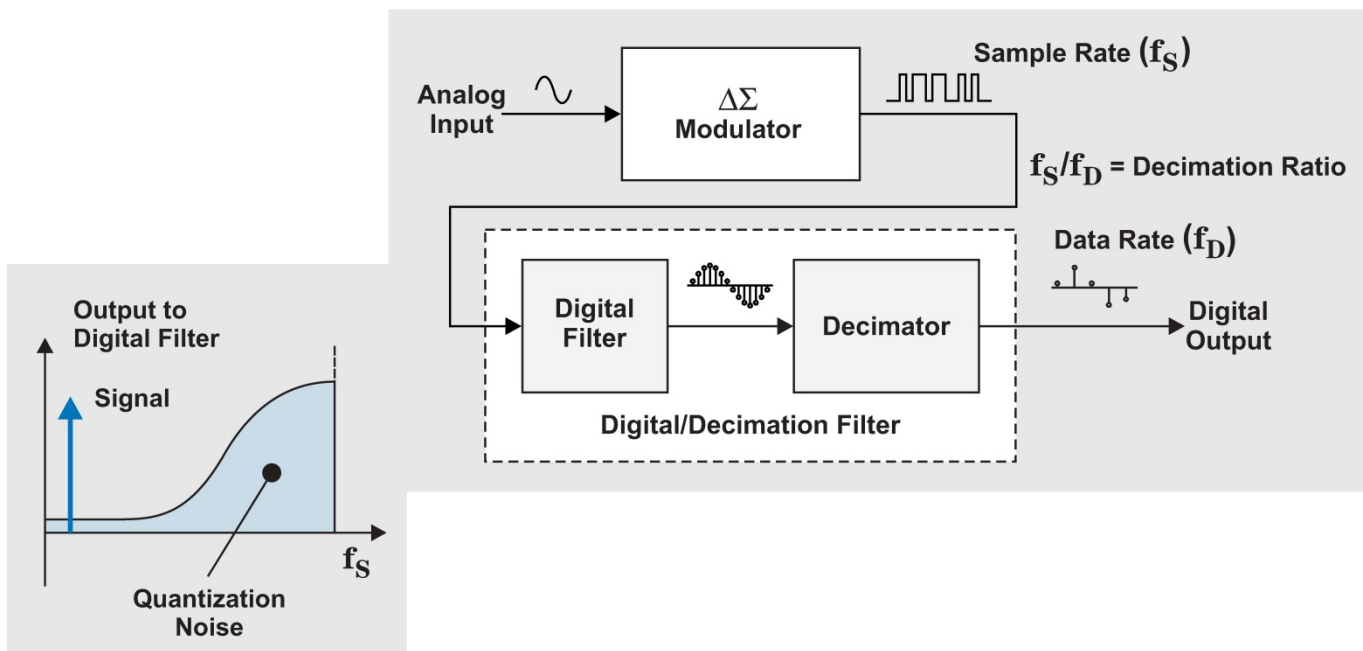 Sample Rate (fS)
Analog
Input
ΔΣ
Modulator
fS/fD = Decimation Ratio
Data Rate (fD)
Digital
Filter
Decimator
Digital
Output
Digital/Decimation Filter
Output to
Digital Filter
Signal
fS
Quantization
Noise